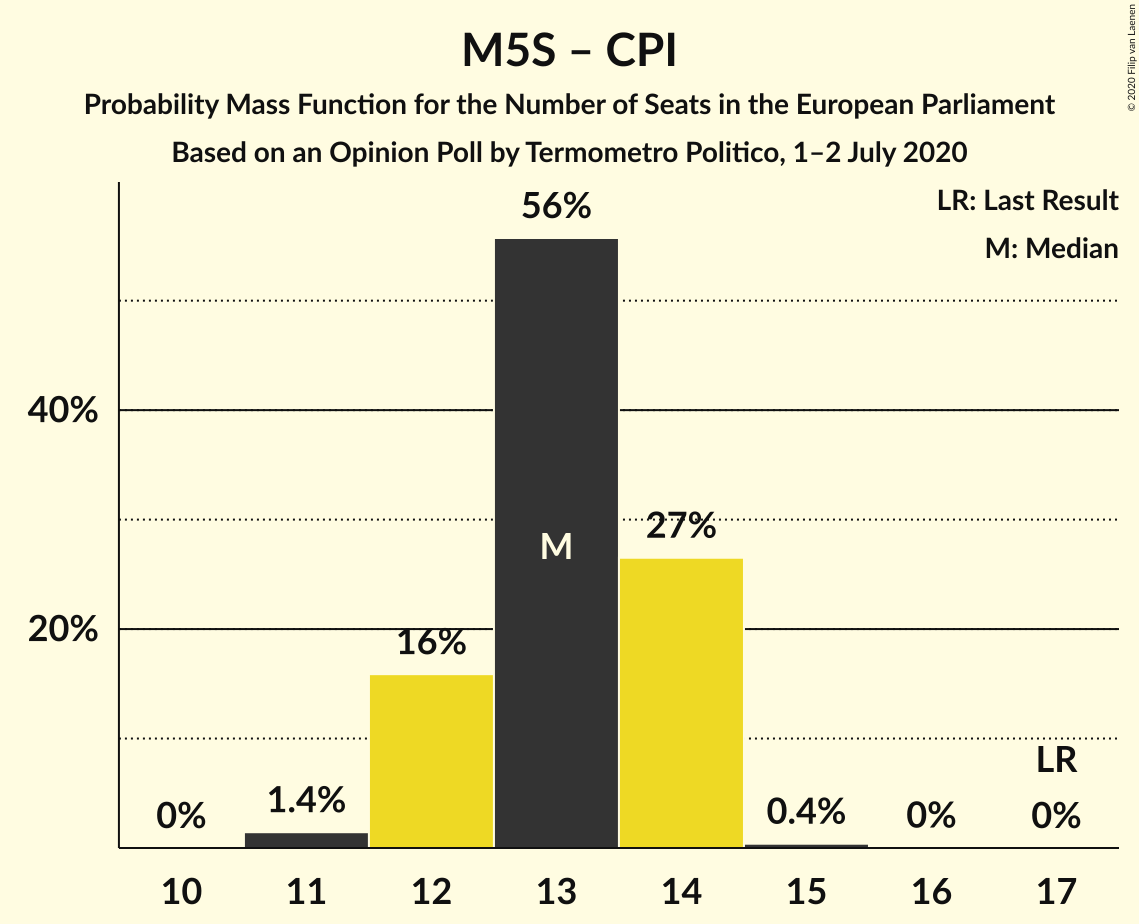 M5S – CPI
Probability Mass Function for the Number of Seats in the European Parliament
Based on an Opinion Poll by Termometro Politico, 1–2 July 2020
© 2020 Filip van Laenen
LR: Last Result
M: Median
56%
40%
27%
M
20%
16%
LR
1.4%
0%
0.4%
0%
0%
10 11 12 13 14 15 16 17